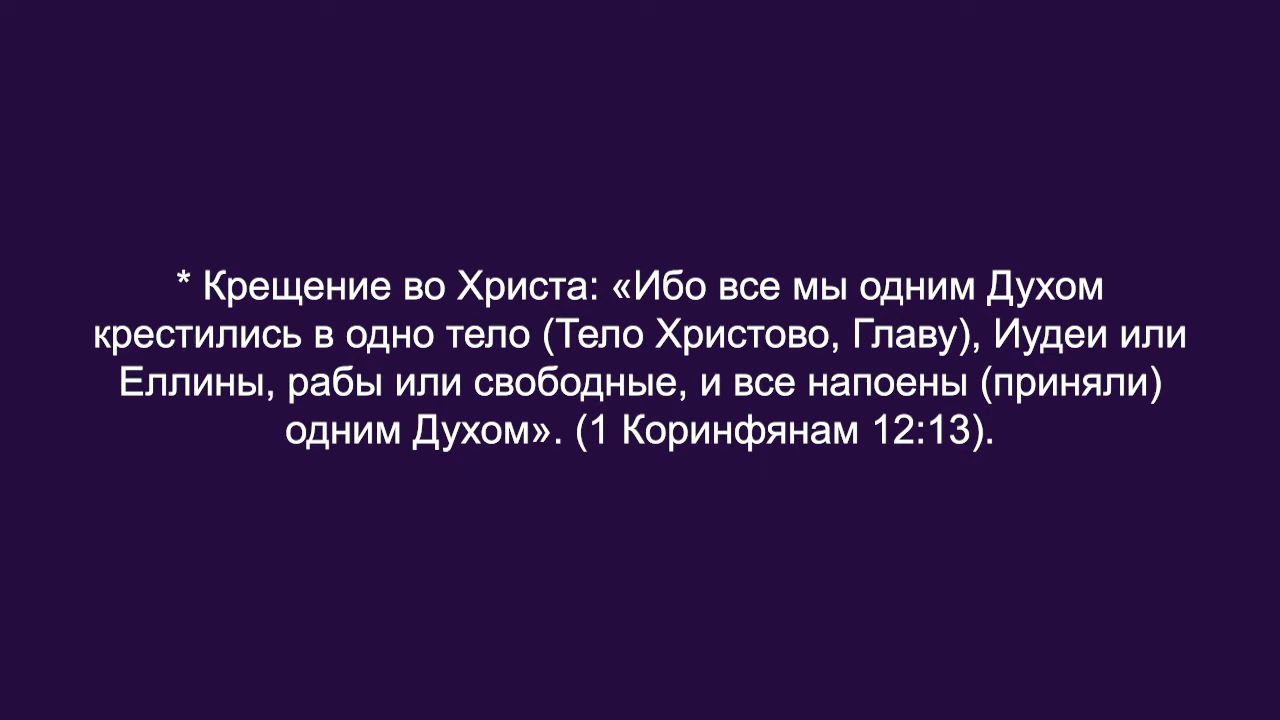 * Крещение во Христа: «Ибо все мы одним Духом
крестились в одно тело (Тело Христово, Главу), Иудеи или
Еллины, рабы или свободные, и все напоены (приняли)
одним Духом». (1 Коринфянам 12:13).